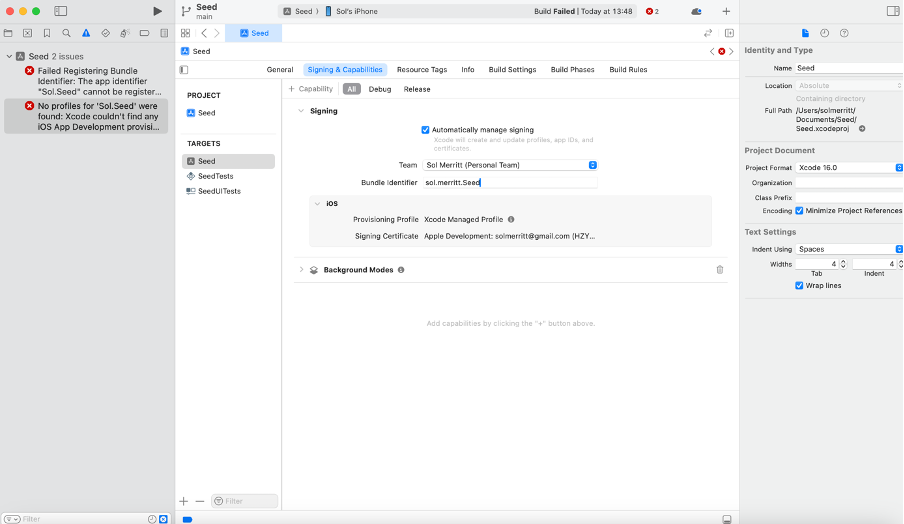 Seed
main
Seed
Sol's iPhone
Build Failed | Today at 13:48
2
Seed
Seed
Seed 2 issues
Failed Registering Bundle
Identifier: The app identifier
"Sol.Seed" cannot be register...
No profiles for 'Sol.Seed' were
found: Xcode couldn't find any
iOS App Development provisi...
Filter
General
Signing & Capabilities
Resource Tags
Info
Build Settings
Build Phases
Build Rules
+ Capability
All
Debug
Release
PROJECT
Seed
TARGETS
Seed
SeedTests
SeedUITests
Filter
Signing
Automatically manage signing
Xcode will create and update profiles, app IDs, and
certificates.
Team Sol Merritt (Personal Team)
Bundle Identifier sol.merritt.Seed
iOS
Provisioning Profile Xcode Managed Profile
Signing Certificate Apple Development: solmerritt@gmail.com (HZY...
Background Modes
Add capabilities by clicking the "+" button above.
Identity and Type
Name Seed
Location Absolute
Containing directory
Full Path /Users/solmerritt/
Documents/Seed/
Seed.xcodeproj
Project Document
Project Format Xcode 16.0
Organization
Class Prefix
Encoding Minimize Project References
Text Settings
Indent Using Spaces
Widths 4 4
Tab Indent
Wrap lines